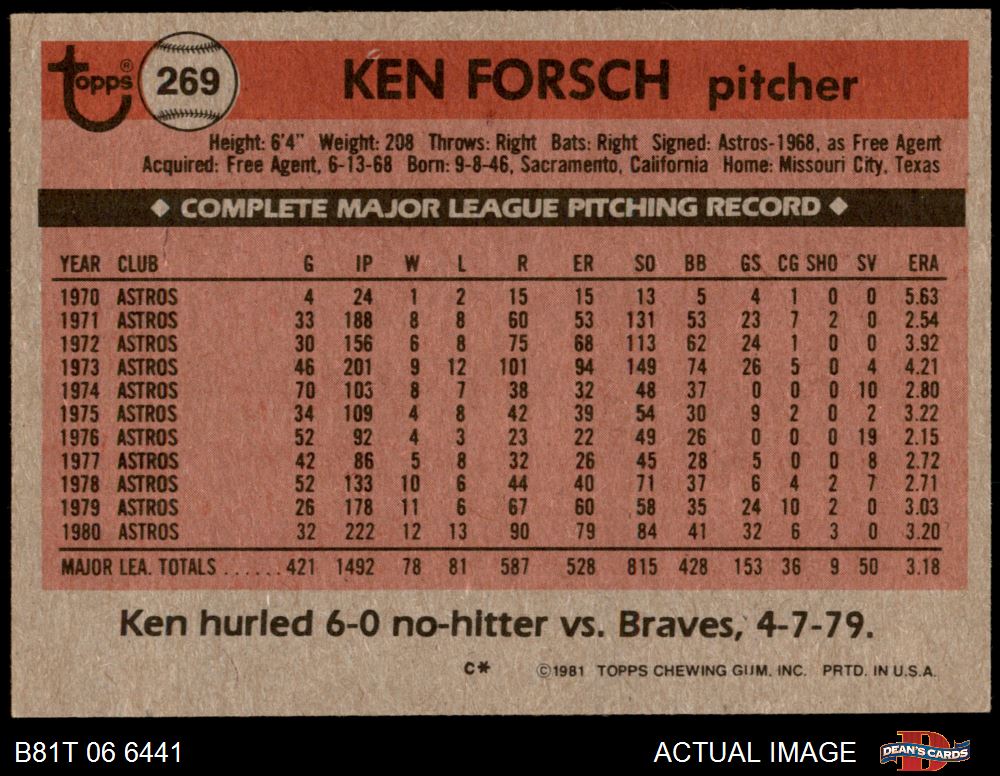 topps® 269 KEN FORSCH pitcher
Height: 6'4" Weight: 208 Throws: Right Bats: Right Signed: Astros-1968, as Free Agent
Acquired: Free Agent, 6-13-68 Born: 9-8-46, Sacramento, California Home: Missouri City, Texas
◆ COMPLETE MAJOR LEAGUE PITCHING RECORD ◆
YEAR CLUB G IP W L R ER SO BB GS CG SHO SV ERA
1970 ASTROS 4 24 1 2 15 15 13 5 4 1 0 0 5.63
1971 ASTROS 33 188 8 8 60 53 131 53 23 7 2 0 2.54
1972 ASTROS 30 156 6 8 75 68 113 62 24 1 0 0 3.92
1973 ASTROS 46 201 9 12 101 94 149 74 26 5 0 4 4.21
1974 ASTROS 70 103 8 7 38 32 48 37 0 0 0 10 2.80
1975 ASTROS 34 109 4 8 42 39 54 30 9 2 0 2 3.22
1976 ASTROS 52 92 4 3 23 22 49 26 0 0 0 19 2.15
1977 ASTROS 42 86 5 8 32 26 45 28 5 0 0 8 2.72
1978 ASTROS 52 133 10 6 44 40 71 37 6 4 2 7 2.71
1979 ASTROS 26 178 11 6 67 60 58 35 24 10 2 0 3.03
1980 ASTROS 32 222 12 13 90 79 84 41 32 6 3 0 3.20
MAJOR LEA. TOTALS ...... 421 1492 78 81 587 528 815 428 153 36 9 50 3.18
Ken hurled 6-0 no-hitter vs. Braves, 4-7-79.
C* ©1981 TOPPS CHEWING GUM, INC. PRTD. IN U.S.A.
B81T 06 6441 ACTUAL IMAGE DEAN'S CARDS